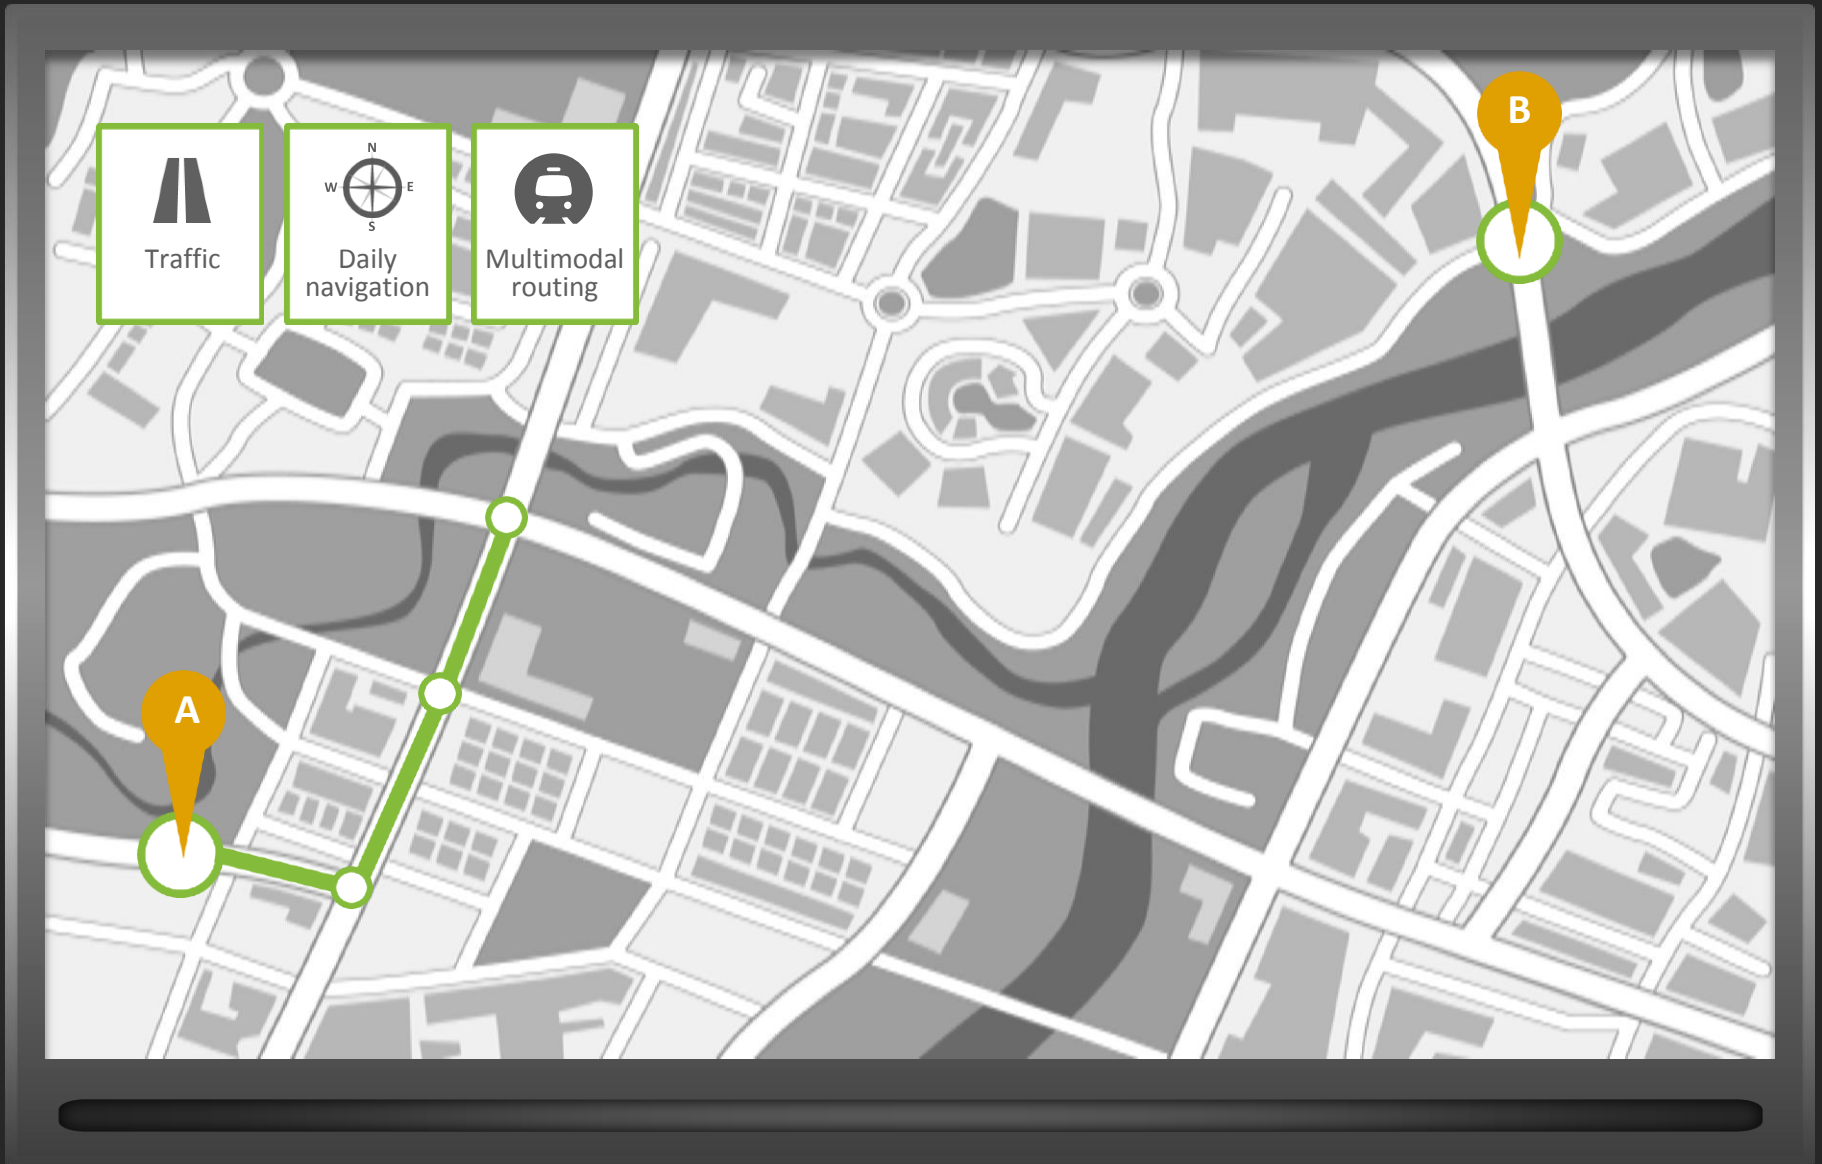 B
N
W E
S
Traffic
Daily
navigation
Multimodal
routing
A